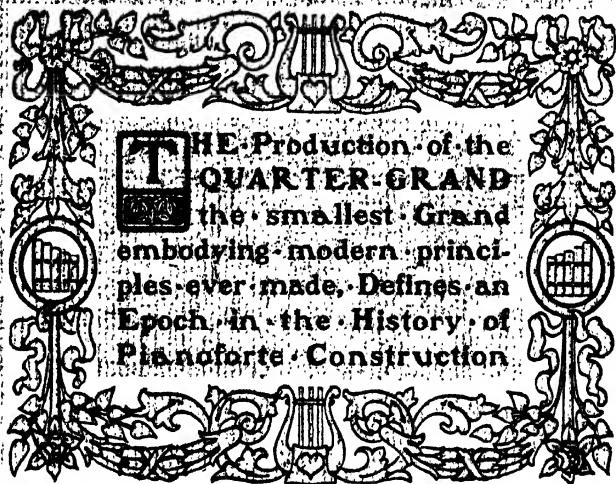 THE·Production·of·the
QUARTER-GRAND
the·smallest·Grand
embodying·modern·princi-
ples·ever·made, Defines·an
Epoch·in·the·History·of
Pianoforte·Construction